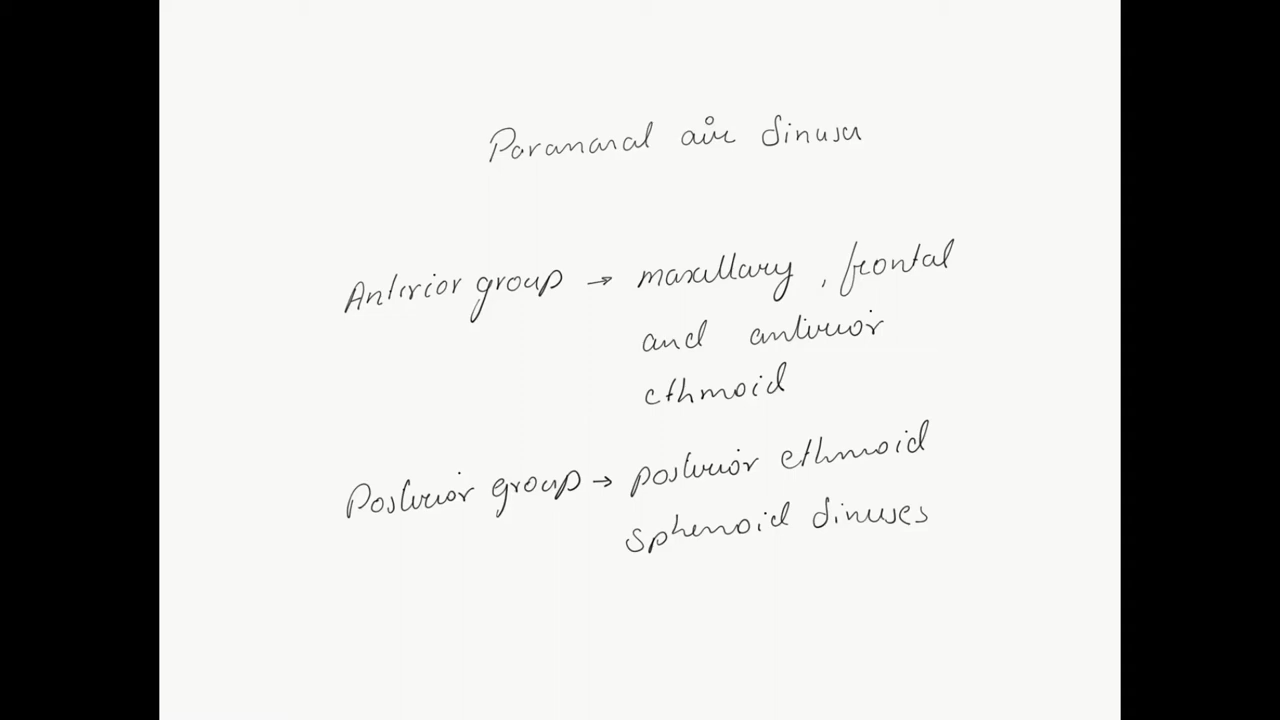 Paranasal air sinuses
Anterior group → maxillary, frontal
and anterior
ethmoid
Posterior group → posterior ethmoid
sphenoid sinuses